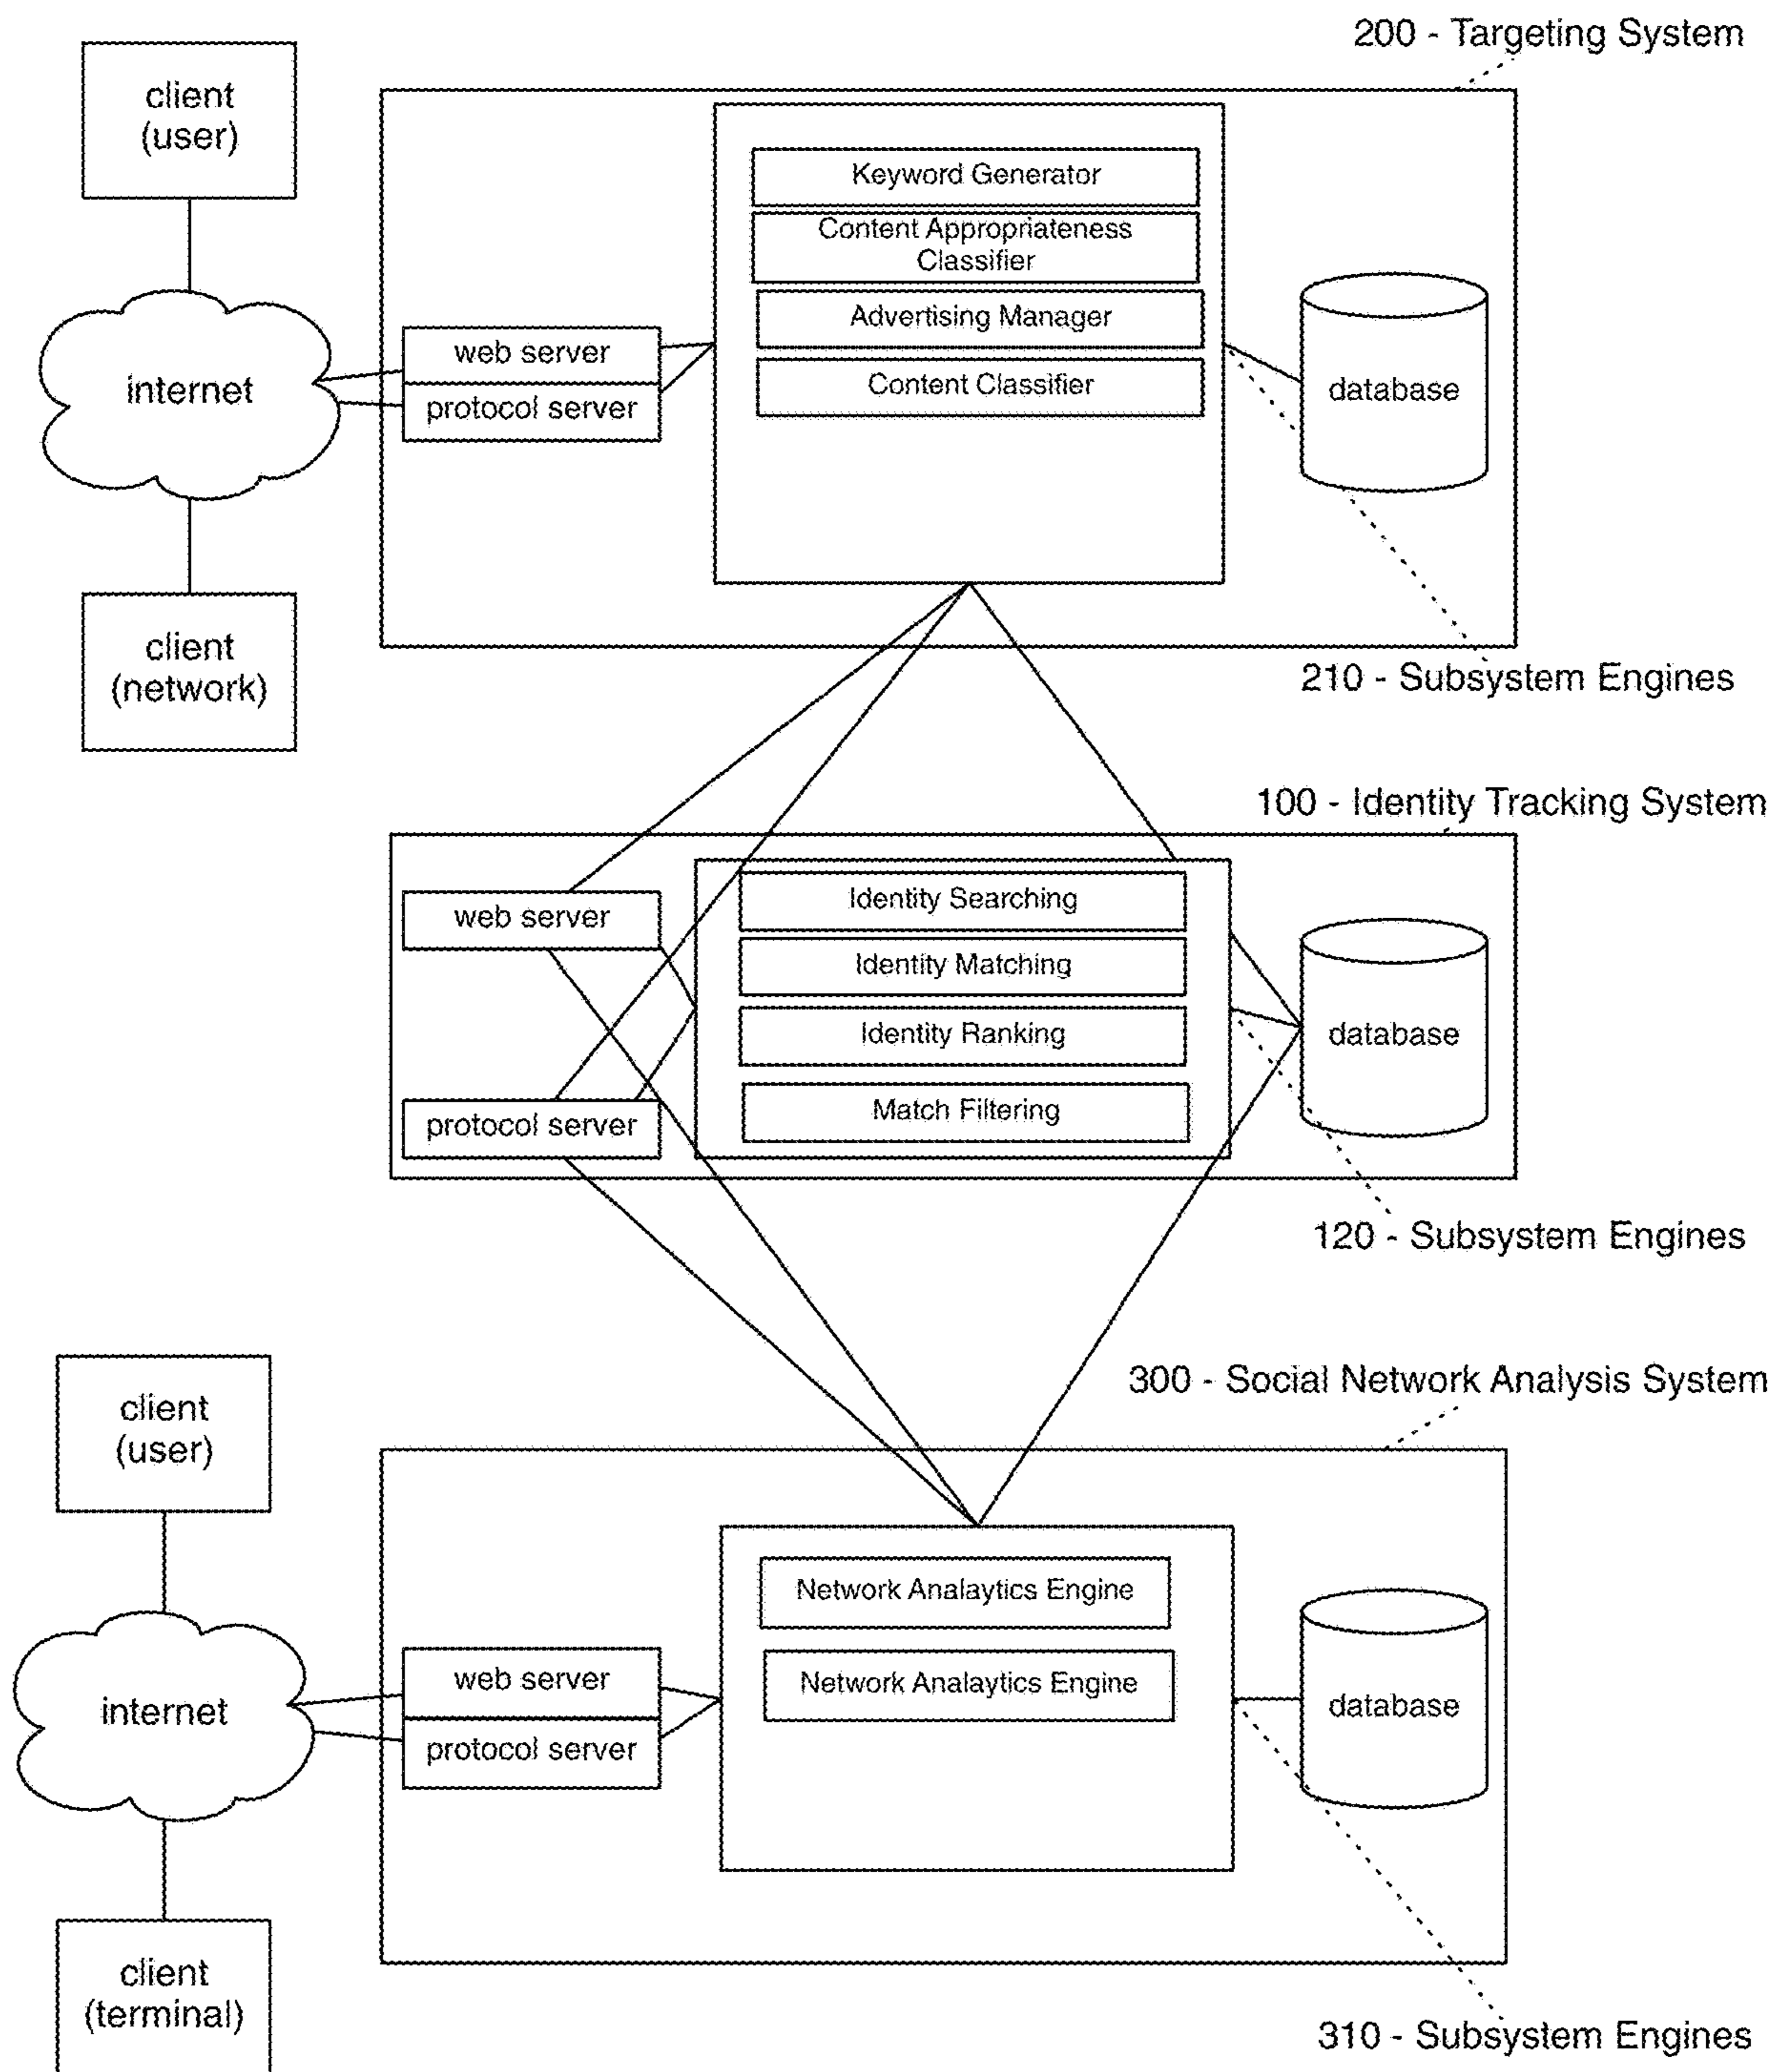 200 - Targeting System
client
(user)
Keyword Generator
Content Appropriateness
Classifier
Advertising Manager
Content Classifier
web server
protocol server
internet
database
client
(network)
210 - Subsystem Engines
100 - Identity Tracking System
web server
Identity Searching
Identity Matching
Identity Ranking
Match Filtering
protocol server
database
120 - Subsystem Engines
300 - Social Network Analysis System
client
(user)
Network Analaytics Engine
Network Analaytics Engine
web server
protocol server
internet
database
client
(terminal)
310 - Subsystem Engines